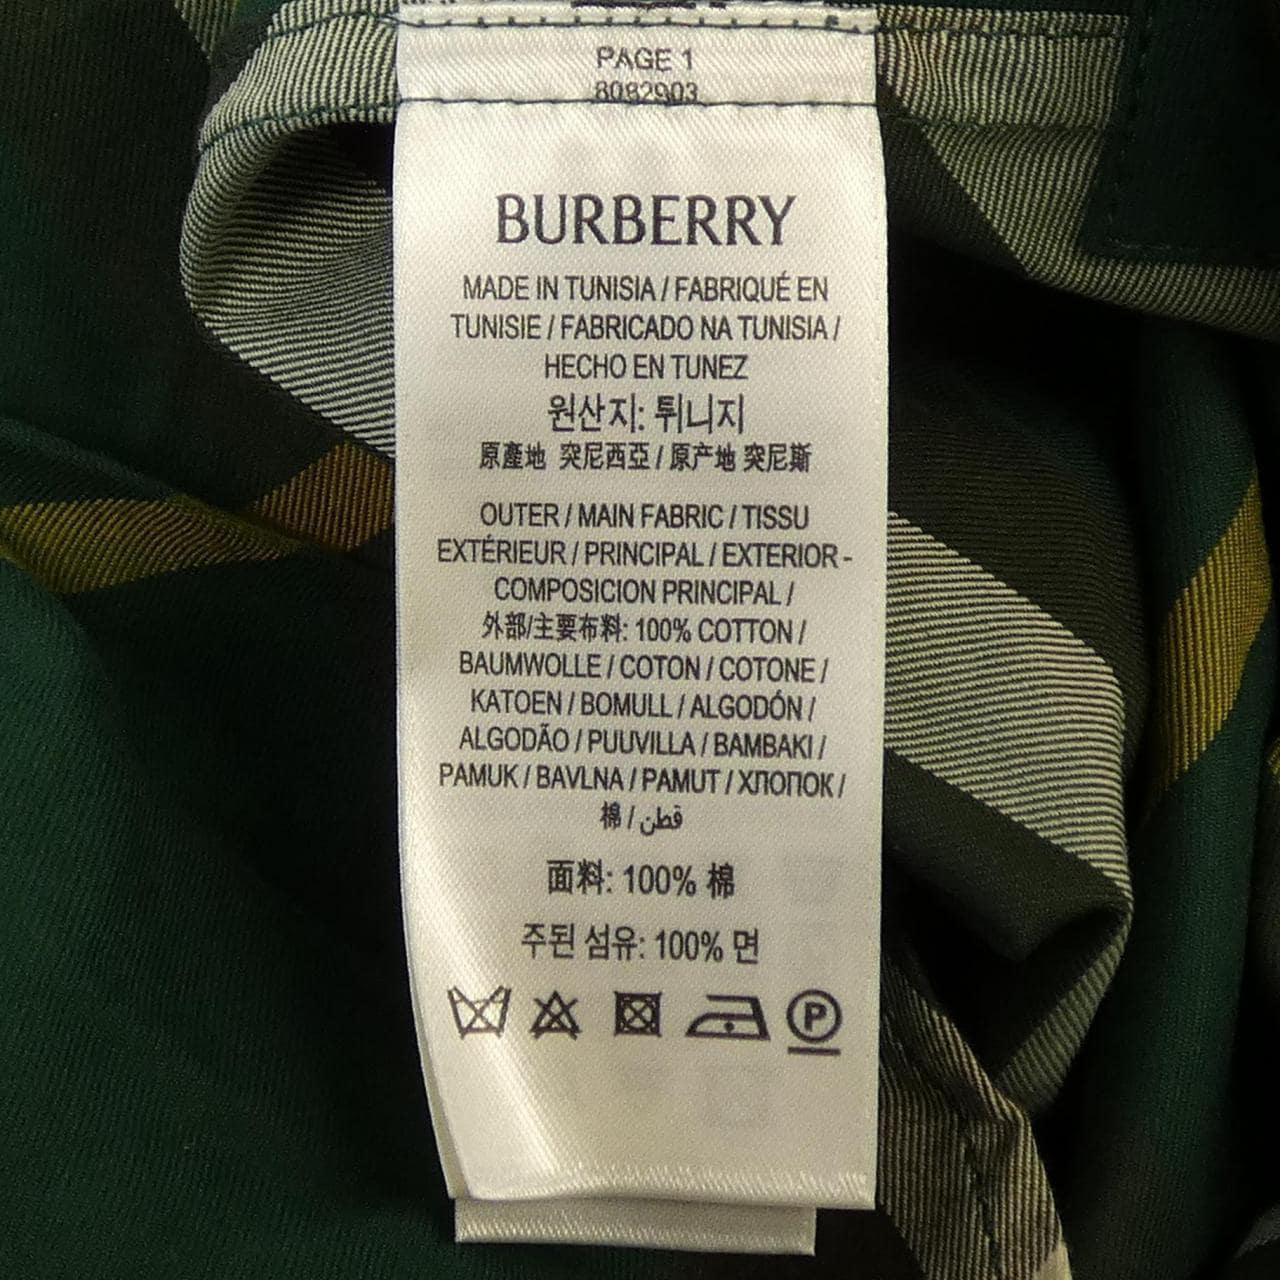 PAGE 1
8082903
BURBERRY
MADE IN TUNISIA / FABRIQUÉ EN
TUNISIE / FABRICADO NA TUNISIA /
HECHO EN TUNEZ
원산지: 튀니지
原產地 突尼西亞 / 原产地 突尼斯
OUTER / MAIN FABRIC / TISSU
EXTÉRIEUR / PRINCIPAL / EXTERIOR -
COMPOSICION PRINCIPAL /
外部/主要布料: 100% COTTON /
BAUMWOLLE / COTON / COTONE /
KATOEN / BOMULL / ALGODÓN /
ALGODÃO / PUUVILLA / BAMBAKI /
PAMUK / BAVLNA / PAMUT / ХЛОПОК /
棉 / قطن
面料: 100% 棉
주된 섬유: 100% 면
P